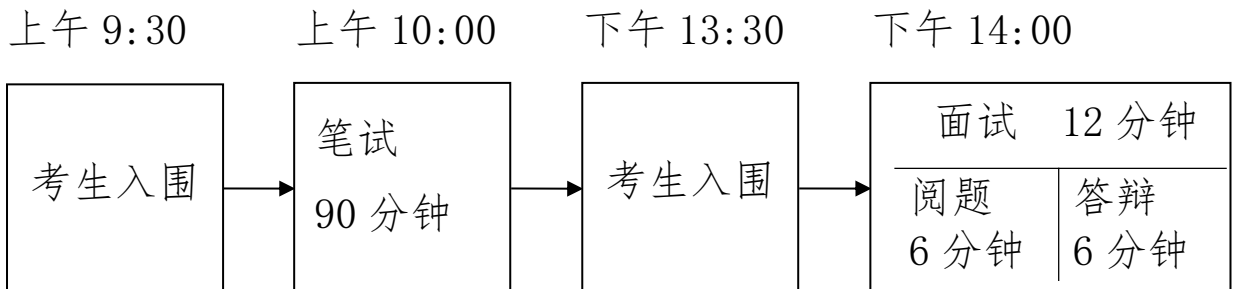 上午 9:30
上午 10:00
下午 13:30
下午 14:00
考生入围
笔试
90 分钟
考生入围
面试 12 分钟
阅题
6 分钟
答辩
6 分钟